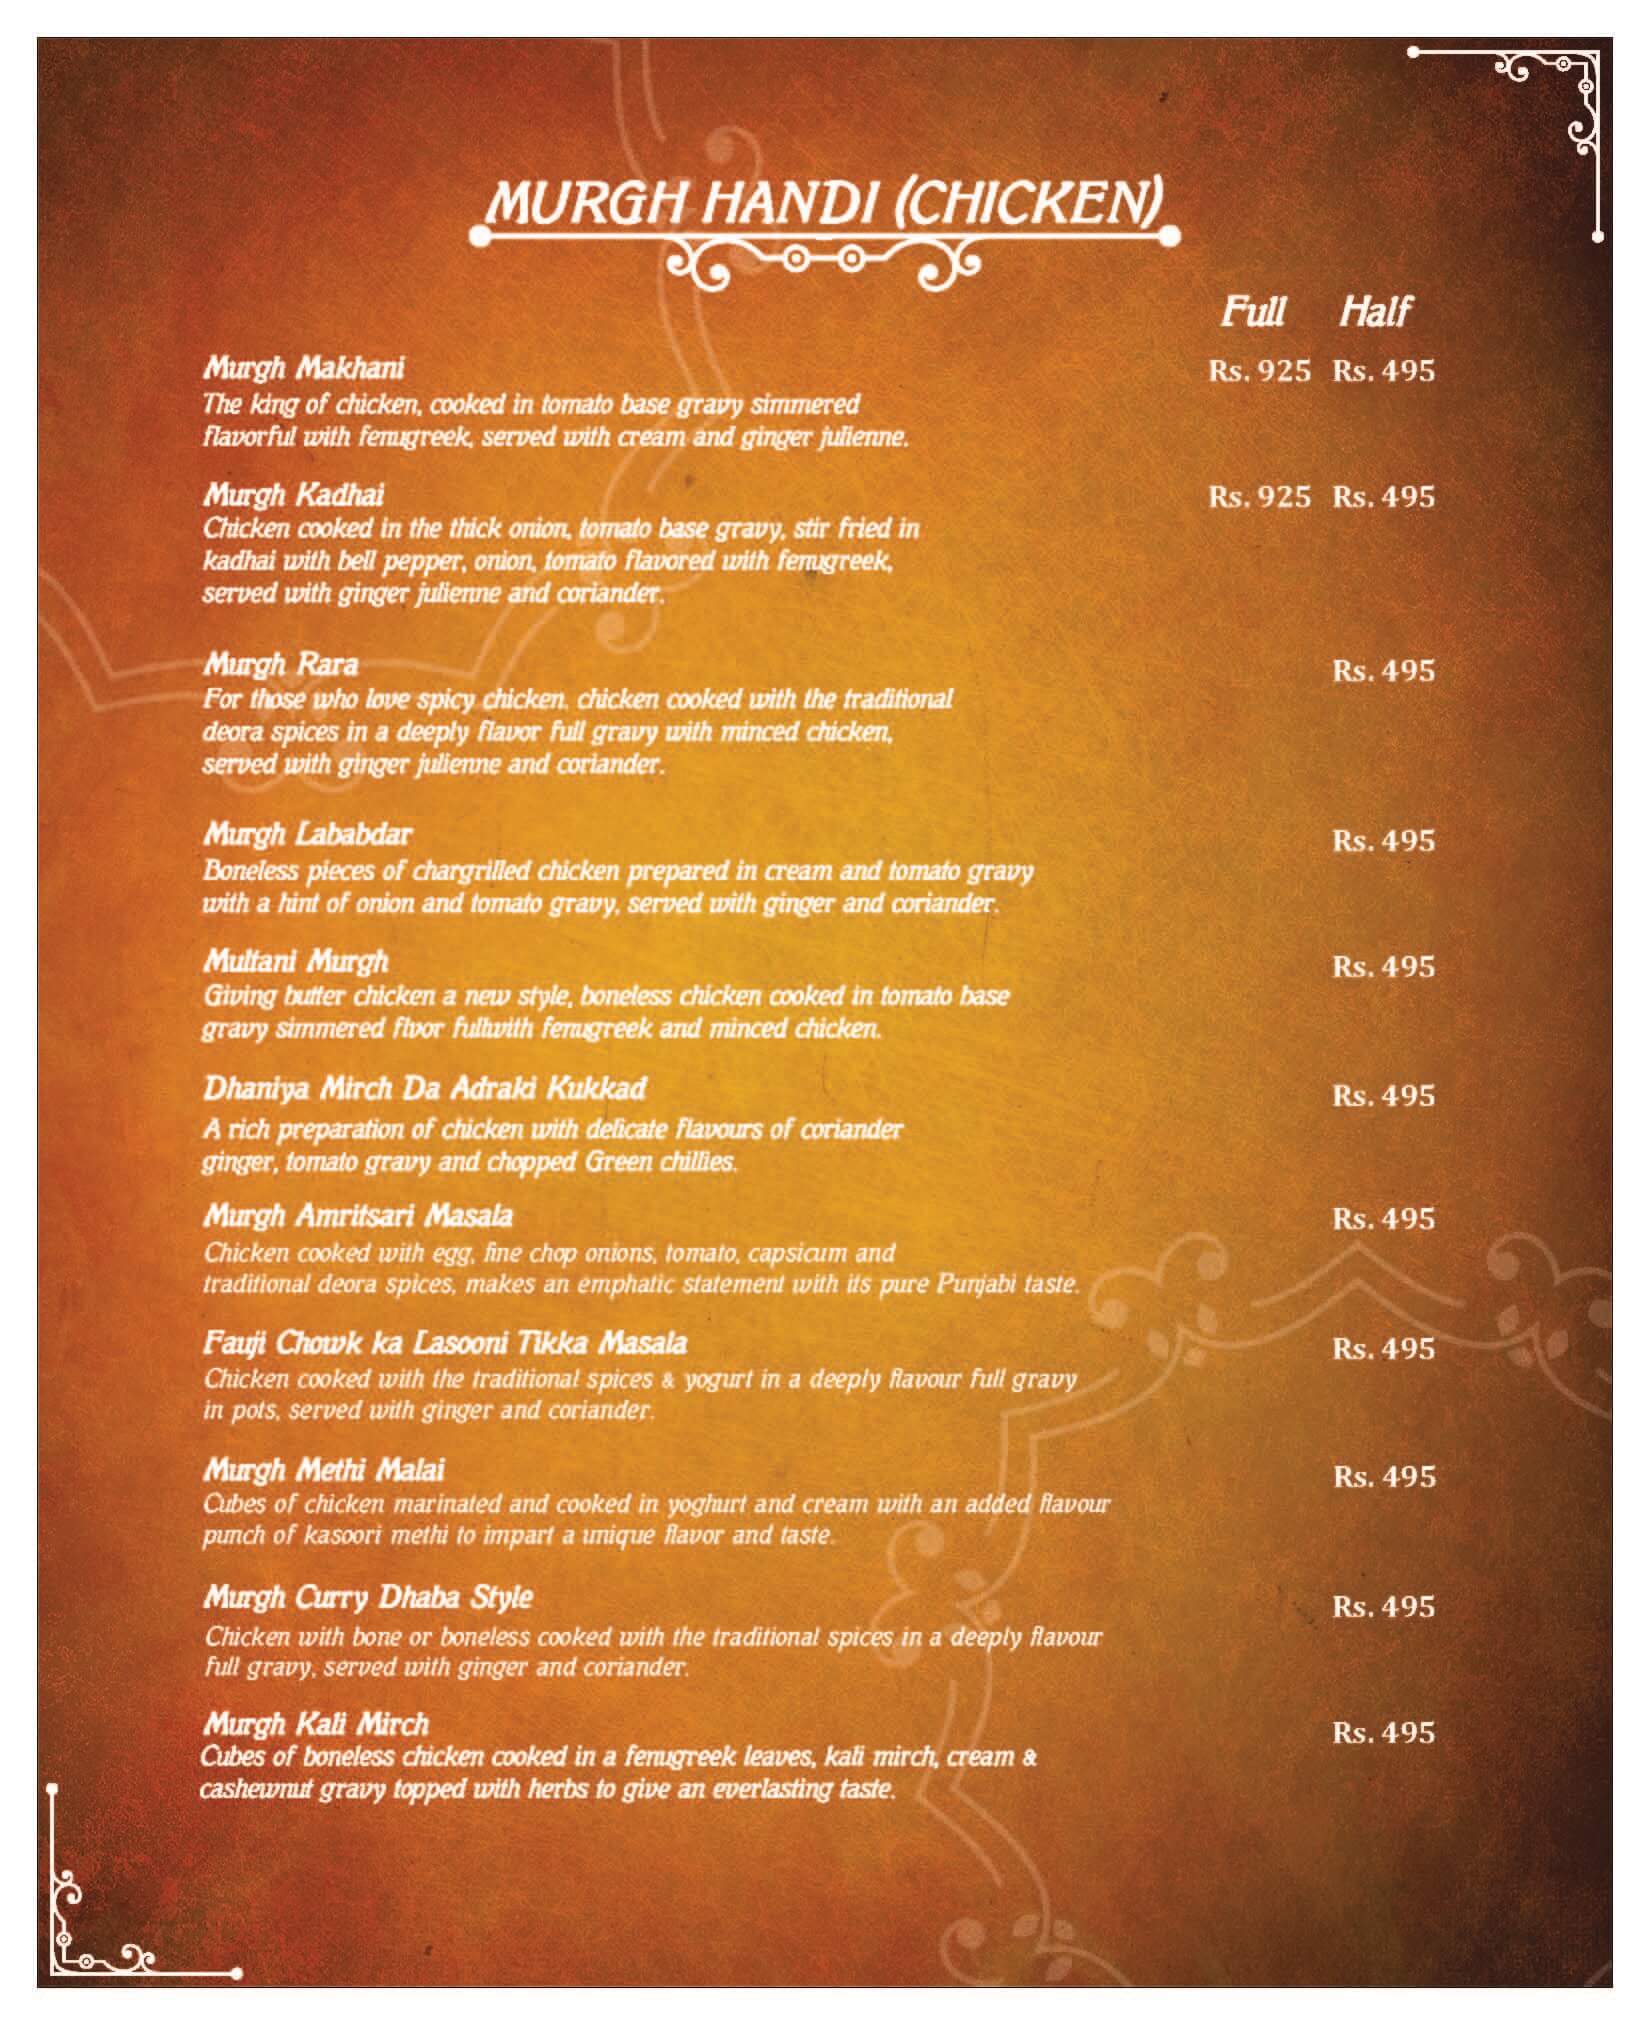 MURGH HANDI (CHICKEN)
Full Half
Murgh Makhani Rs. 925 Rs. 495
The king of chicken, cooked in tomato base gravy simmered
flavorful with fenugreek, served with cream and ginger julienne.
Murgh Kadhai Rs. 925 Rs. 495
Chicken cooked in the thick onion, tomato base gravy, stir fried in
kadhai with bell pepper, onion, tomato flavored with fenugreek,
served with ginger julienne and coriander.
Murgh Rara Rs. 495
For those who love spicy chicken. chicken cooked with the traditional
deora spices in a deeply flavor full gravy with minced chicken,
served with ginger julienne and coriander.
Murgh Lababdar Rs. 495
Boneless pieces of chargrilled chicken prepared in cream and tomato gravy
with a hint of onion and tomato gravy, served with ginger and coriander.
Multani Murgh Rs. 495
Giving butter chicken a new style, boneless chicken cooked in tomato base
gravy simmered flvor fullwith fenugreek and minced chicken.
Dhaniya Mirch Da Adraki Kukkad Rs. 495
A rich preparation of chicken with delicate flavours of coriander
ginger, tomato gravy and chopped Green chillies.
Murgh Amritsari Masala Rs. 495
Chicken cooked with egg, fine chop onions, tomato, capsicum and
traditional deora spices, makes an emphatic statement with its pure Punjabi taste.
Fauji Chowk ka Lasooni Tikka Masala Rs. 495
Chicken cooked with the traditional spices & yogurt in a deeply flavour full gravy
in pots, served with ginger and coriander.
Murgh Methi Malai Rs. 495
Cubes of chicken marinated and cooked in yoghurt and cream with an added flavour
punch of kasoori methi to impart a unique flavor and taste.
Murgh Curry Dhaba Style Rs. 495
Chicken with bone or boneless cooked with the traditional spices in a deeply flavour
full gravy, served with ginger and coriander.
Murgh Kali Mirch Rs. 495
Cubes of boneless chicken cooked in a fenugreek leaves, kali mirch, cream &
cashewnut gravy topped with herbs to give an everlasting taste.